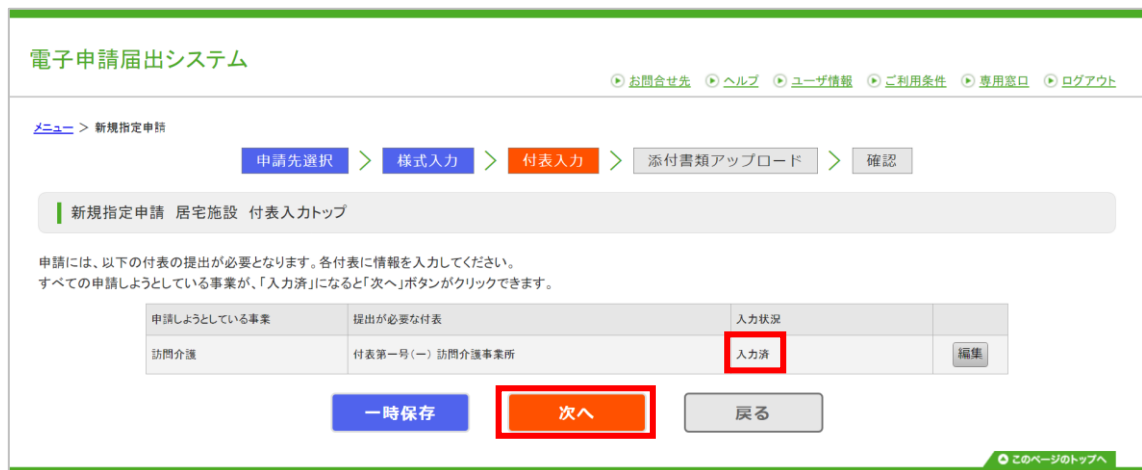 電子申請届出システム
お問合せ先 ヘルプ ユーザ情報 ご利用条件 専用窓口 ログアウト
メニュー > 新規指定申請
申請先選択 > 様式入力 > 付表入力 > 添付書類アップロード > 確認
新規指定申請 居宅施設 付表入力トップ
申請には、以下の付表の提出が必要となります。各付表に情報を入力してください。
すべての申請しようとしている事業が、「入力済」になると「次へ」ボタンがクリックできます。
申請しようとしている事業 提出が必要な付表 入力状況
訪問介護 付表第一号(一) 訪問介護事業所 入力済 編集
一時保存 次へ 戻る
このページのトップへ